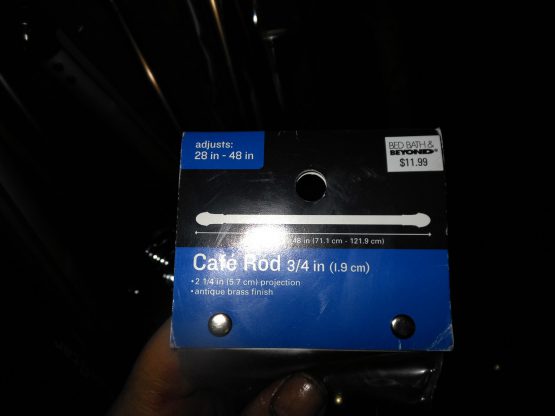 adjusts:
28 in - 48 in
BED BATH &
BEYOND
$11.99
48 in (71.1 cm - 121.9 cm)
Café Rod 3/4 in (1.9 cm)
•2 1/4 in (5.7 cm) projection
•antique brass finish